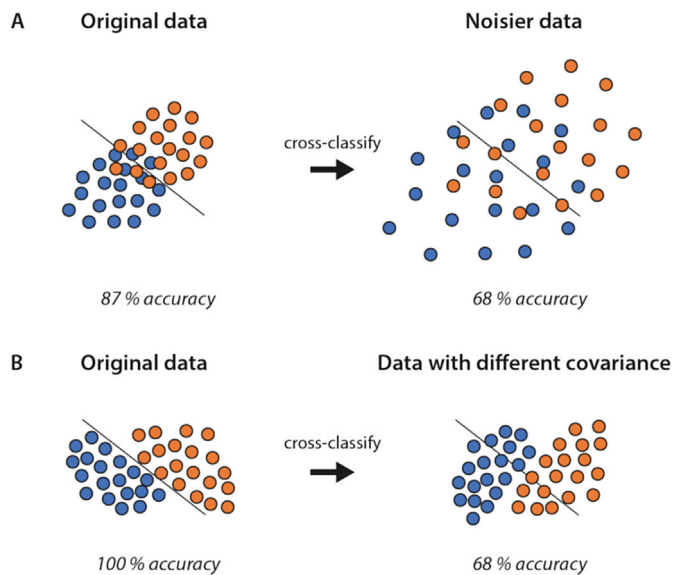 A
Original data
Noisier data
cross-classify
87 % accuracy
68 % accuracy
B
Original data
Data with different covariance
cross-classify
100 % accuracy
68 % accuracy